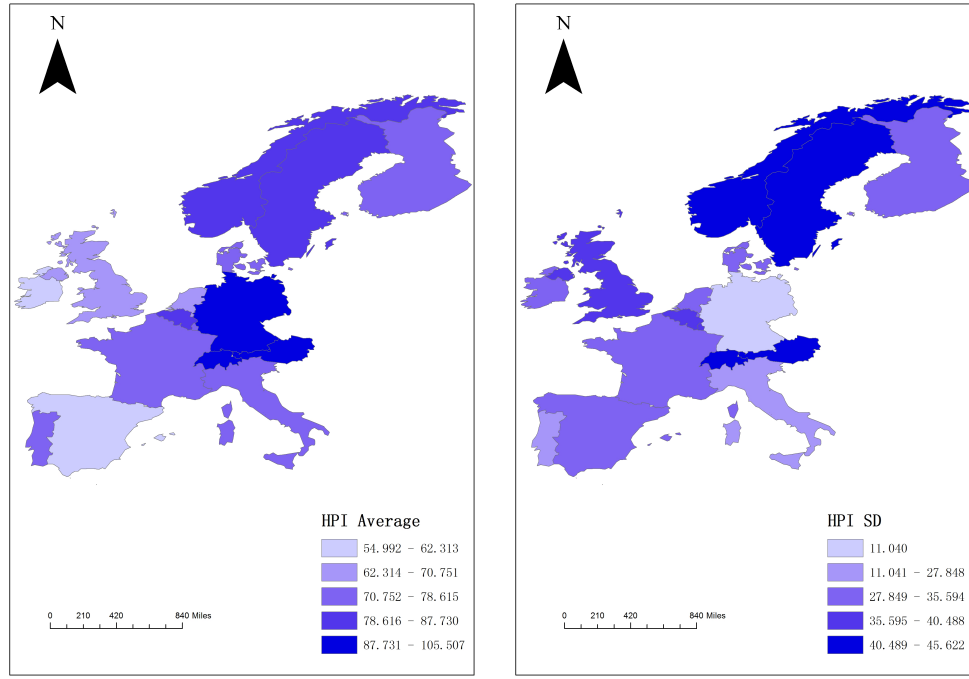 N
HPI Average
54.992 - 62.313
62.314 - 70.751
70.752 - 78.615
78.616 - 87.730
87.731 - 105.507
0 210 420 840 Miles
N
HPI SD
11.040
11.041 - 27.848
27.849 - 35.594
35.595 - 40.488
40.489 - 45.622
0 210 420 840 Miles